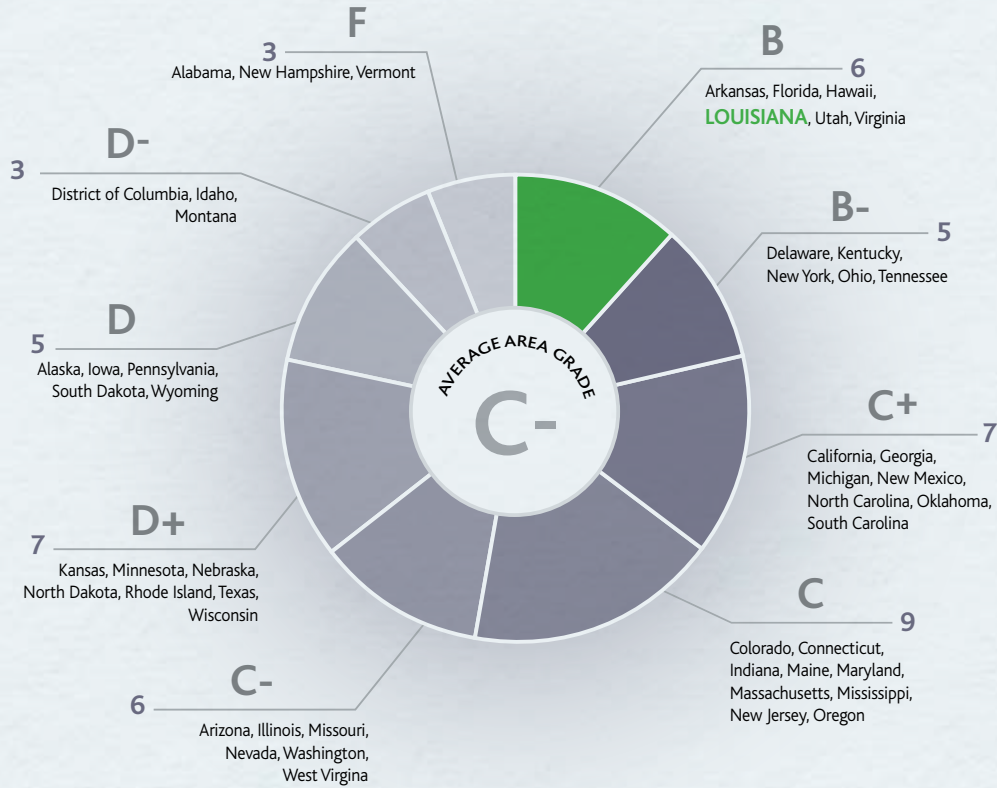 F
3
Alabama, New Hampshire, Vermont
B
6
Arkansas, Florida, Hawaii,
LOUISIANA, Utah, Virginia
D-
3
District of Columbia, Idaho,
Montana
B-
5
Delaware, Kentucky,
New York, Ohio, Tennessee
D
5
Alaska, Iowa, Pennsylvania,
South Dakota, Wyoming
AVERAGE AREA GRADE
C-
C+
7
California, Georgia,
Michigan, New Mexico,
North Carolina, Oklahoma,
South Carolina
D+
7
Kansas, Minnesota, Nebraska,
North Dakota, Rhode Island, Texas,
Wisconsin
C
9
Colorado, Connecticut,
Indiana, Maine, Maryland,
Massachusetts, Mississippi,
New Jersey, Oregon
C-
6
Arizona, Illinois, Missouri,
Nevada, Washington,
West Virgina